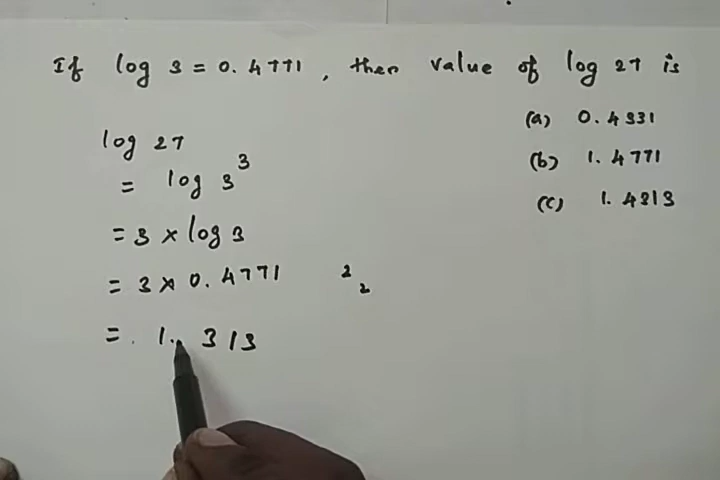 If log 3 = 0.4771, then value of log 27 is
(a) 0.4331
(b) 1.4771
(c) 1.4313
log 27
= log 3³
= 3 × log 3
= 3 × 0.4771
2
2
= . 1. 313